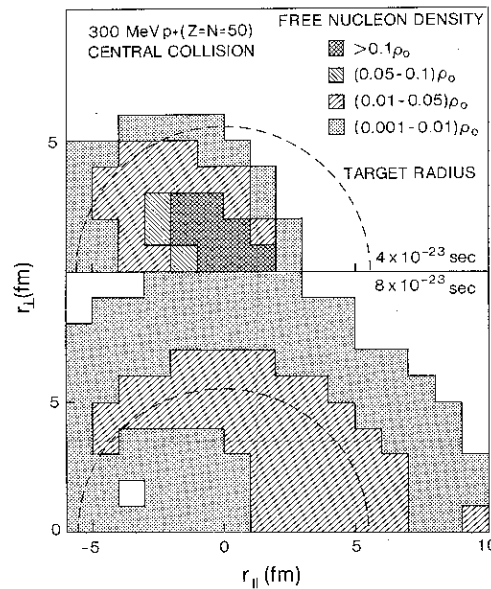 300 MeV p+(Z=N=50)
CENTRAL COLLISION
FREE NUCLEON DENSITY
>0.1ρ₀
(0.05-0.1)ρ₀
(0.01-0.05)ρ₀
(0.001-0.01)ρ₀
TARGET RADIUS
5
4×10⁻²³ sec
8×10⁻²³ sec
r⊥(fm)
5
0
-5 0 5 10
r∥(fm)